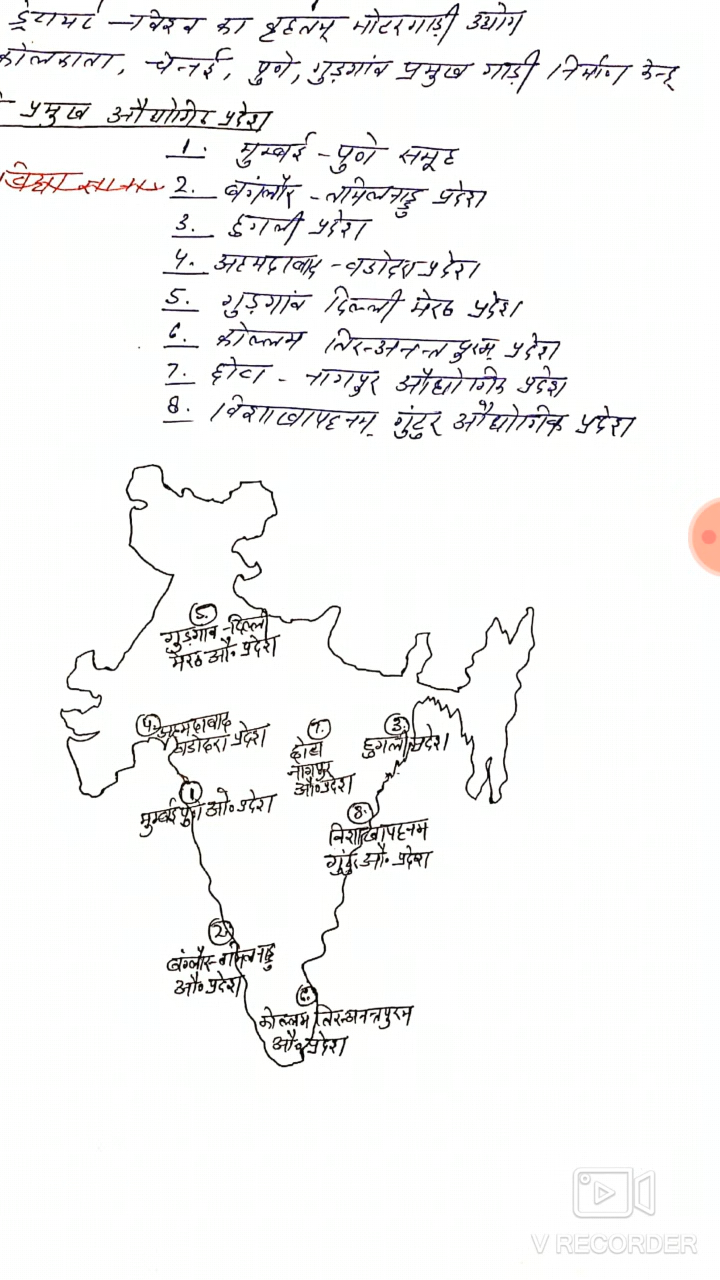 ड्रेटायर्ट - विश्व का वृहत्तम् मोटरगाड़ी उद्योग
कोलकाता, चेनई, पुणे, गुड़गांव प्रमुख गाड़ी निर्माण केन्द्र
प्रमुख औद्योगिक प्रदेश
1. मुम्बई - पुणे समूह
2. बंगलौर - तमिलनाडु प्रदेश
3. हुगली प्रदेश
4. अहमदाबाद - वडोदरा प्रदेश
5. गुड़गांव दिल्ली मेरठ प्रदेश
6. कोल्लम तिरुअनन्तपुरम् प्रदेश
7. छोटा - नागपुर औद्योगिक प्रदेश
8. विशाखापट्टनम् गुंटुर औद्योगिक प्रदेश
5.
गुड़गांव - दिल्ली
मेरठ औ॰ प्रदेश
4. अहमदाबाद
वडोदरा प्रदेश
7.
छोटा
नागपुर
औ॰ प्रदेश
3.
हुगली प्रदेश
1
मुम्बई पुणे औ॰ प्रदेश
8.
विशाखापट्टनम
गुंटुर औ॰ प्रदेश
2.
बंग्लौर - तमिलनाडु
औ॰ प्रदेश
6.
कोल्लम तिरुअनन्तपुरम
औ॰ प्रदेश
V RECORDER